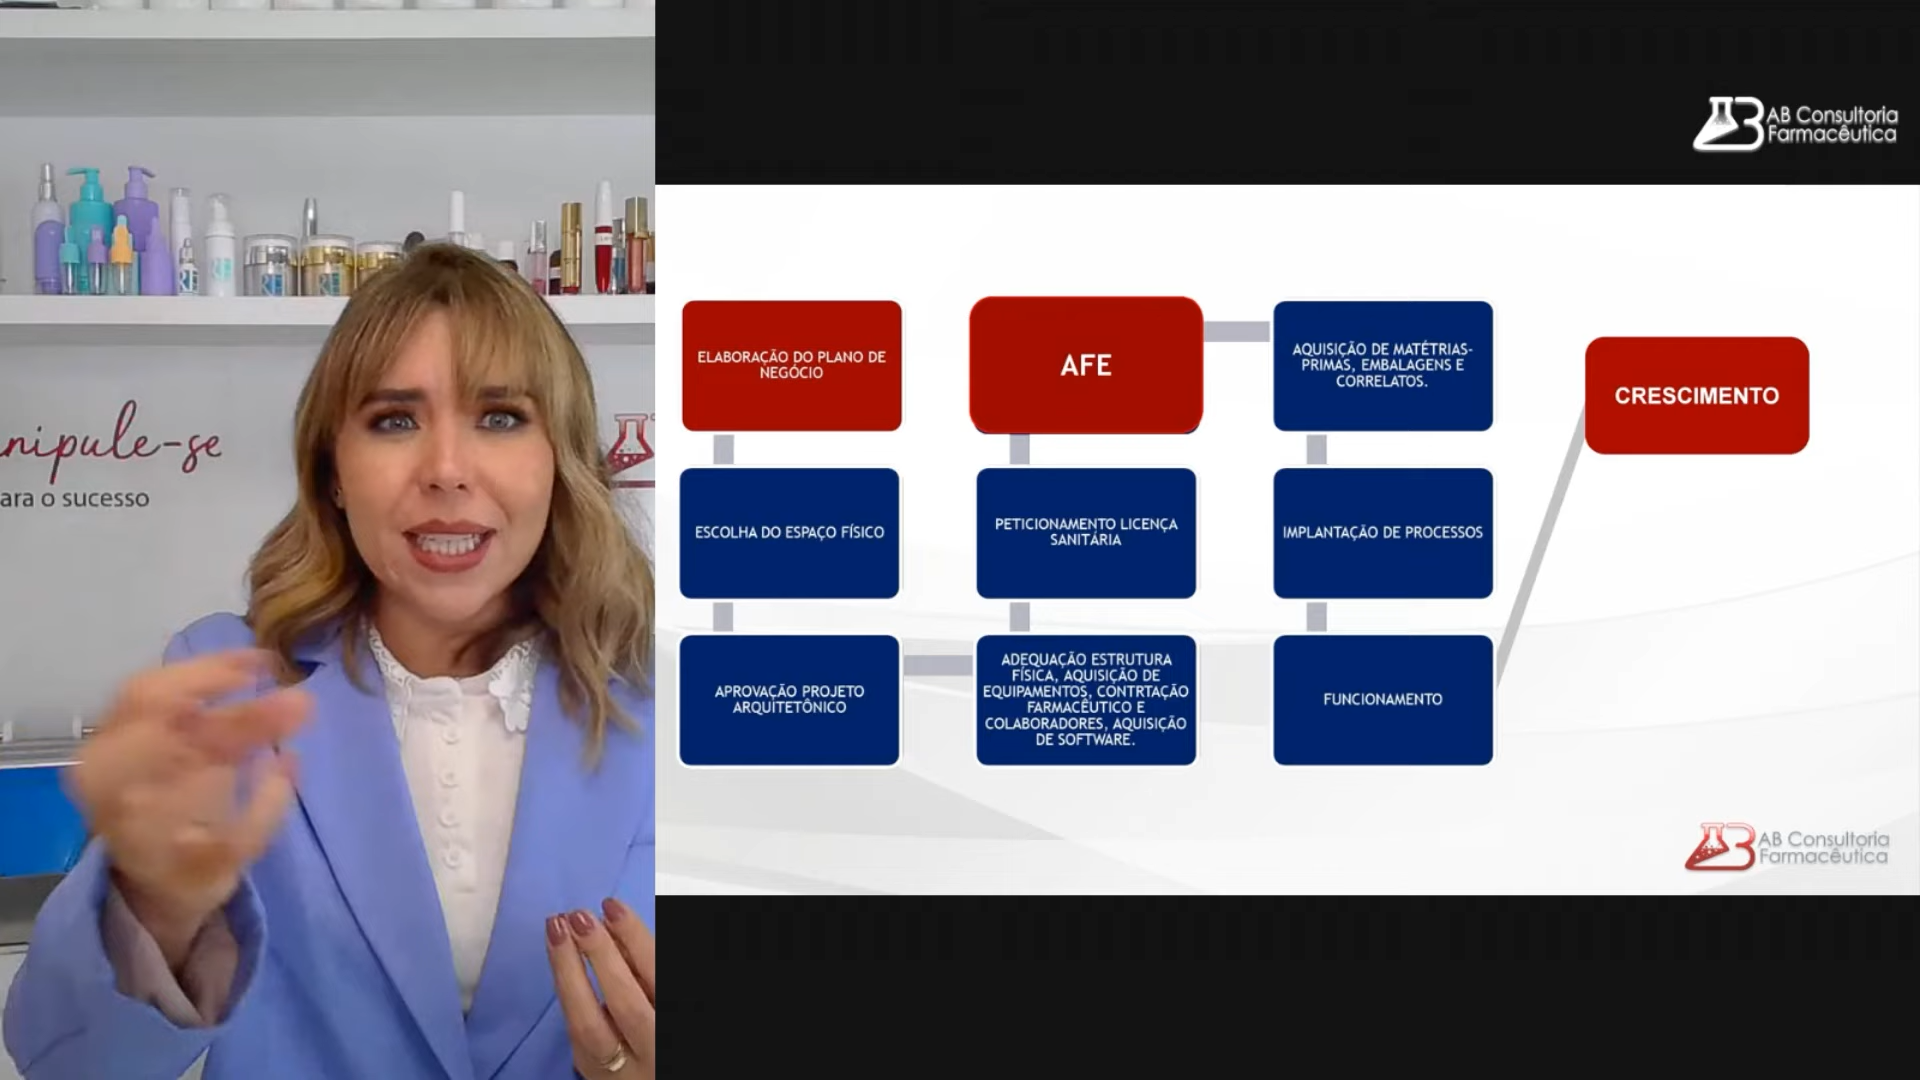 nipule-se
ara o sucesso
AB Consultoria
Farmacêutica
ELABORAÇÃO DO PLANO DE
NEGÓCIO
ESCOLHA DO ESPAÇO FÍSICO
APROVAÇÃO PROJETO
ARQUITETÔNICO
AFE
PETICIONAMENTO LICENÇA
SANITÁRIA
ADEQUAÇÃO ESTRUTURA
FÍSICA, AQUISIÇÃO DE
EQUIPAMENTOS, CONTRTAÇÃO
FARMACÊUTICO E
COLABORADORES, AQUISIÇÃO
DE SOFTWARE.
AQUISIÇÃO DE MATÉTRIAS-
PRIMAS, EMBALAGENS E
CORRELATOS.
IMPLANTAÇÃO DE PROCESSOS
FUNCIONAMENTO
CRESCIMENTO
AB Consultoria
Farmacêutica